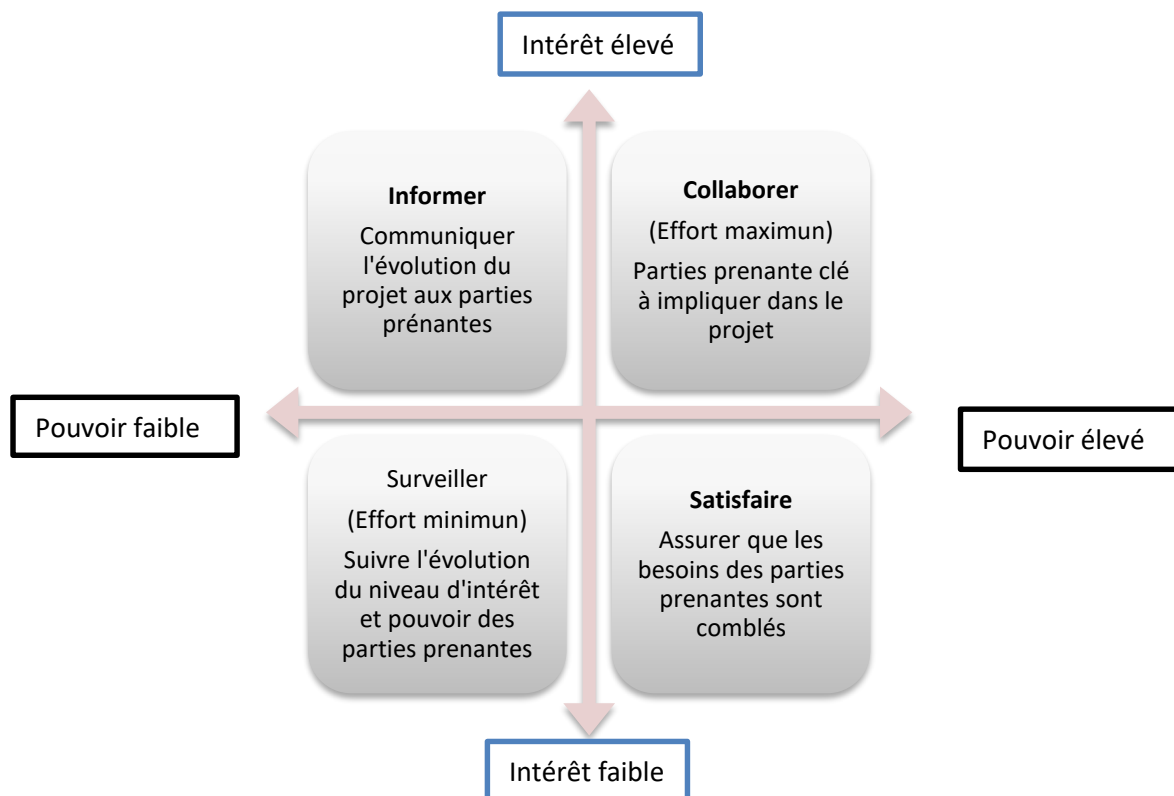 Intérêt élevé
Informer
Communiquer
l'évolution du
projet aux parties
prénantes
Collaborer
(Effort maximun)
Parties prenante clé
à impliquer dans le
projet
Pouvoir faible
Pouvoir élevé
Surveiller
(Effort minimun)
Suivre l'évolution
du niveau d'intérêt
et pouvoir des
parties prenantes
Satisfaire
Assurer que les
besoins des parties
prenantes sont
comblés
Intérêt faible